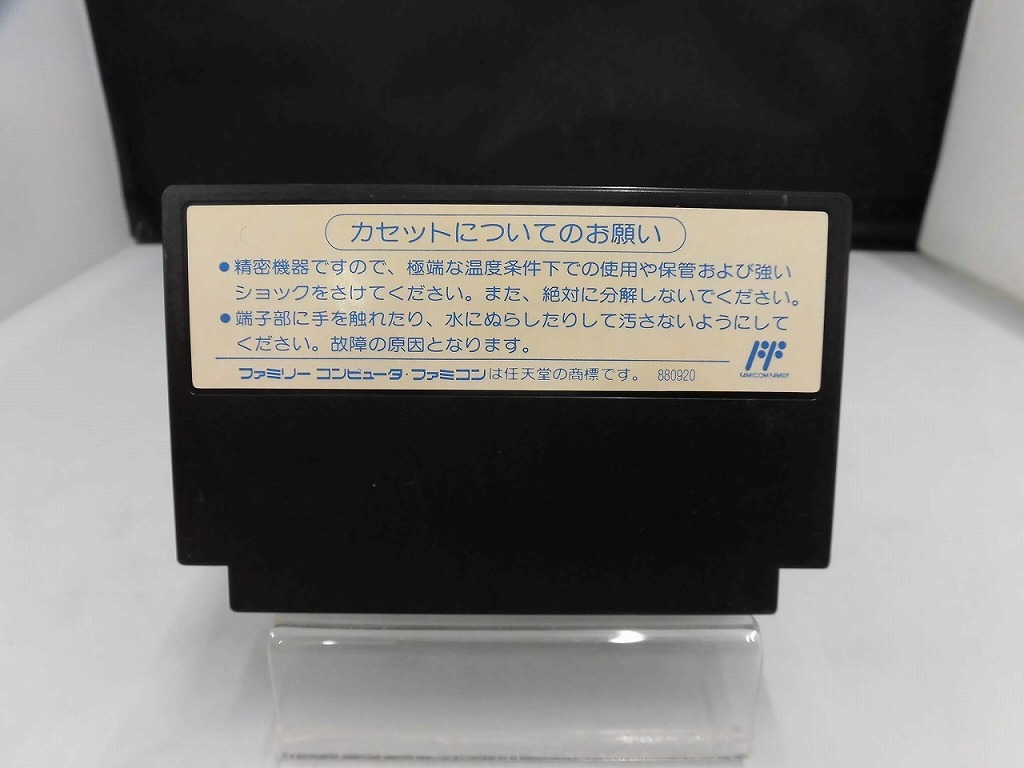 カセットについてのお願い
●精密機器ですので、極端な温度条件下での使用や保管および強い
ショックをさけてください。また、絶対に分解しないでください。
●端子部に手を触れたり、水にぬらしたりして汚さないようにして
ください。故障の原因となります。
FF
FAMICOM FAMILY
ファミリー コンピュータ・ファミコンは任天堂の商標です。 880920